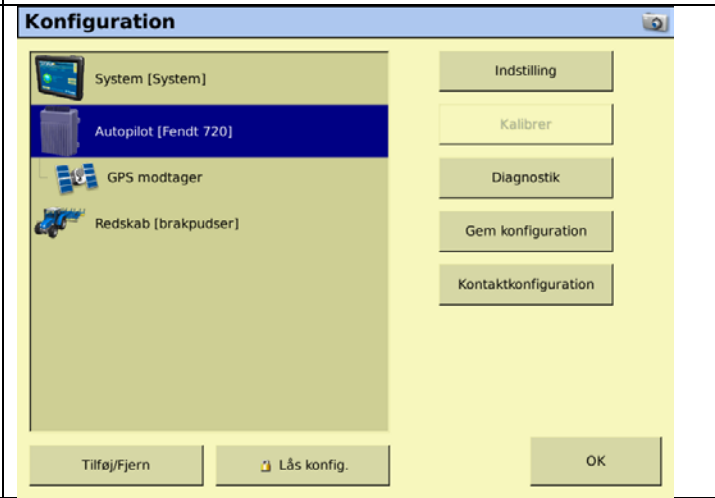 Konfiguration
System [System]
Autopilot [Fendt 720]
GPS modtager
Redskab [brakpudser]
Indstilling
Kalibrer
Diagnostik
Gem konfiguration
Kontaktkonfiguration
Tilføj/Fjern
Lås konfig.
OK